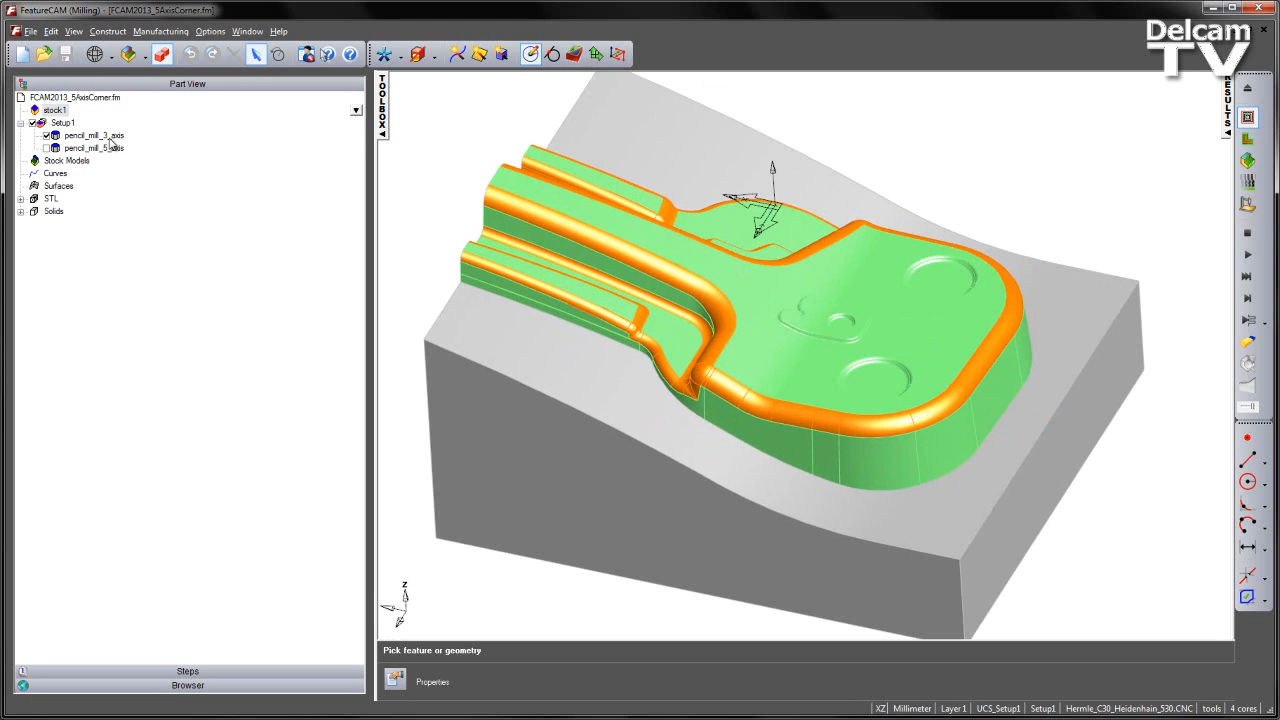 FeatureCAM (Milling) - [FCAM2013_5AxisCorner.fm]
File Edit View Construct Manufacturing Options Window Help
Delcam
TV
Part View
TOOLBOX
RESULTS
FCAM2013_5AxisCorner.fm
stock1
Setup1
pencil_mill_3_axis
pencil_mill_5_axis
Stock Models
Curves
Surfaces
STL
Solids
Z
Pick feature or geometry
Steps
Properties
Browser
XZ Millimeter Layer1 UCS_Setup1 Setup1 Hermle_C30_Heidenhain_530.CNC tools 4 cores